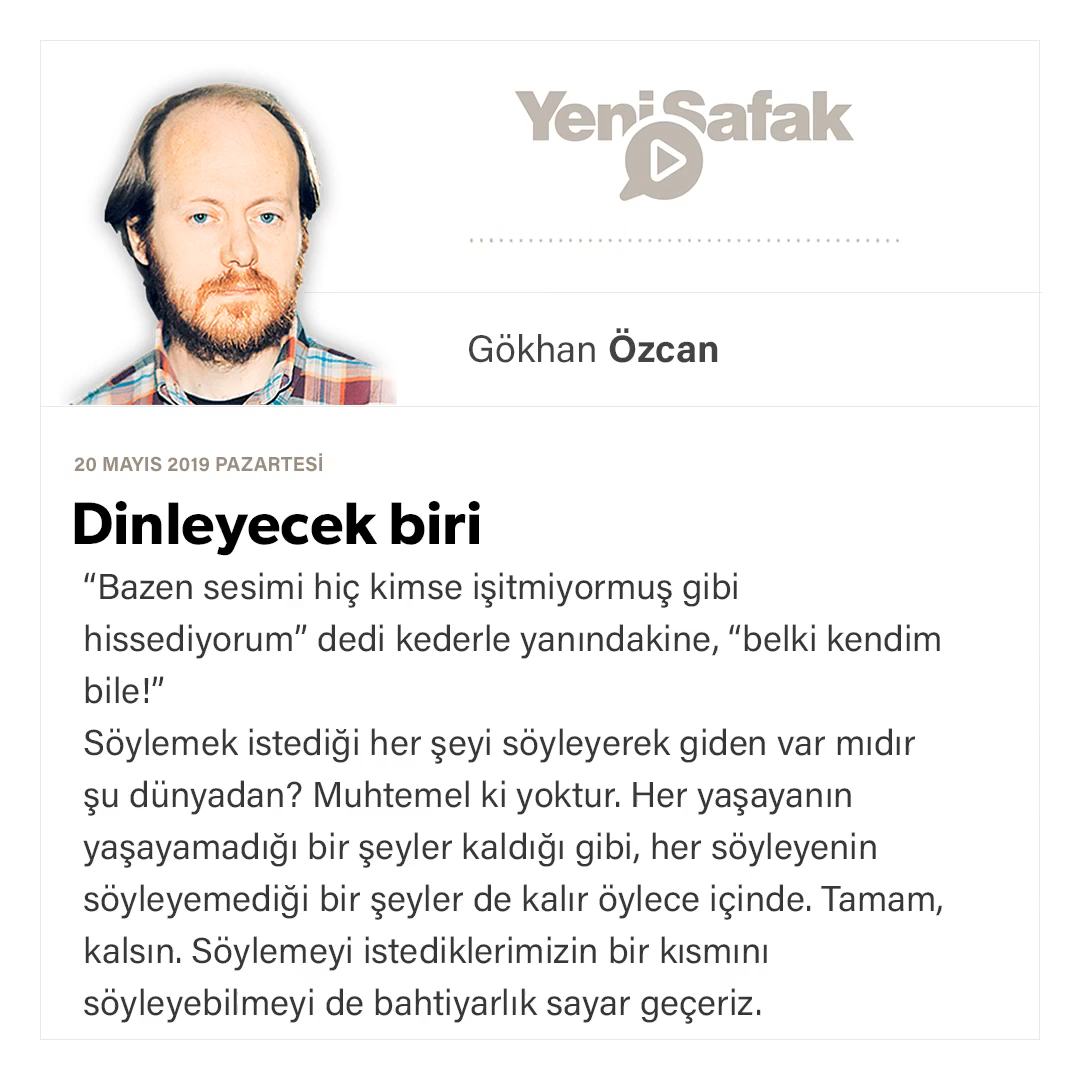 Yeni Şafak
Gökhan Özcan
20 MAYIS 2019 PAZARTESİ
Dinleyecek biri
“Bazen sesimi hiç kimse işitmiyormuş gibi
hissediyorum” dedi kederle yanındakine, “belki kendim
bile!”
Söylemek istediği her şeyi söyleyerek giden var mıdır
şu dünyadan? Muhtemel ki yoktur. Her yaşayanın
yaşayamadığı bir şeyler kaldığı gibi, her söyleyenin
söyleyemediği bir şeyler de kalır öylece içinde. Tamam,
kalsın. Söylemeyi istediklerimizin bir kısmını
söyleyebilmeyi de bahtiyarlık sayar geçeriz.